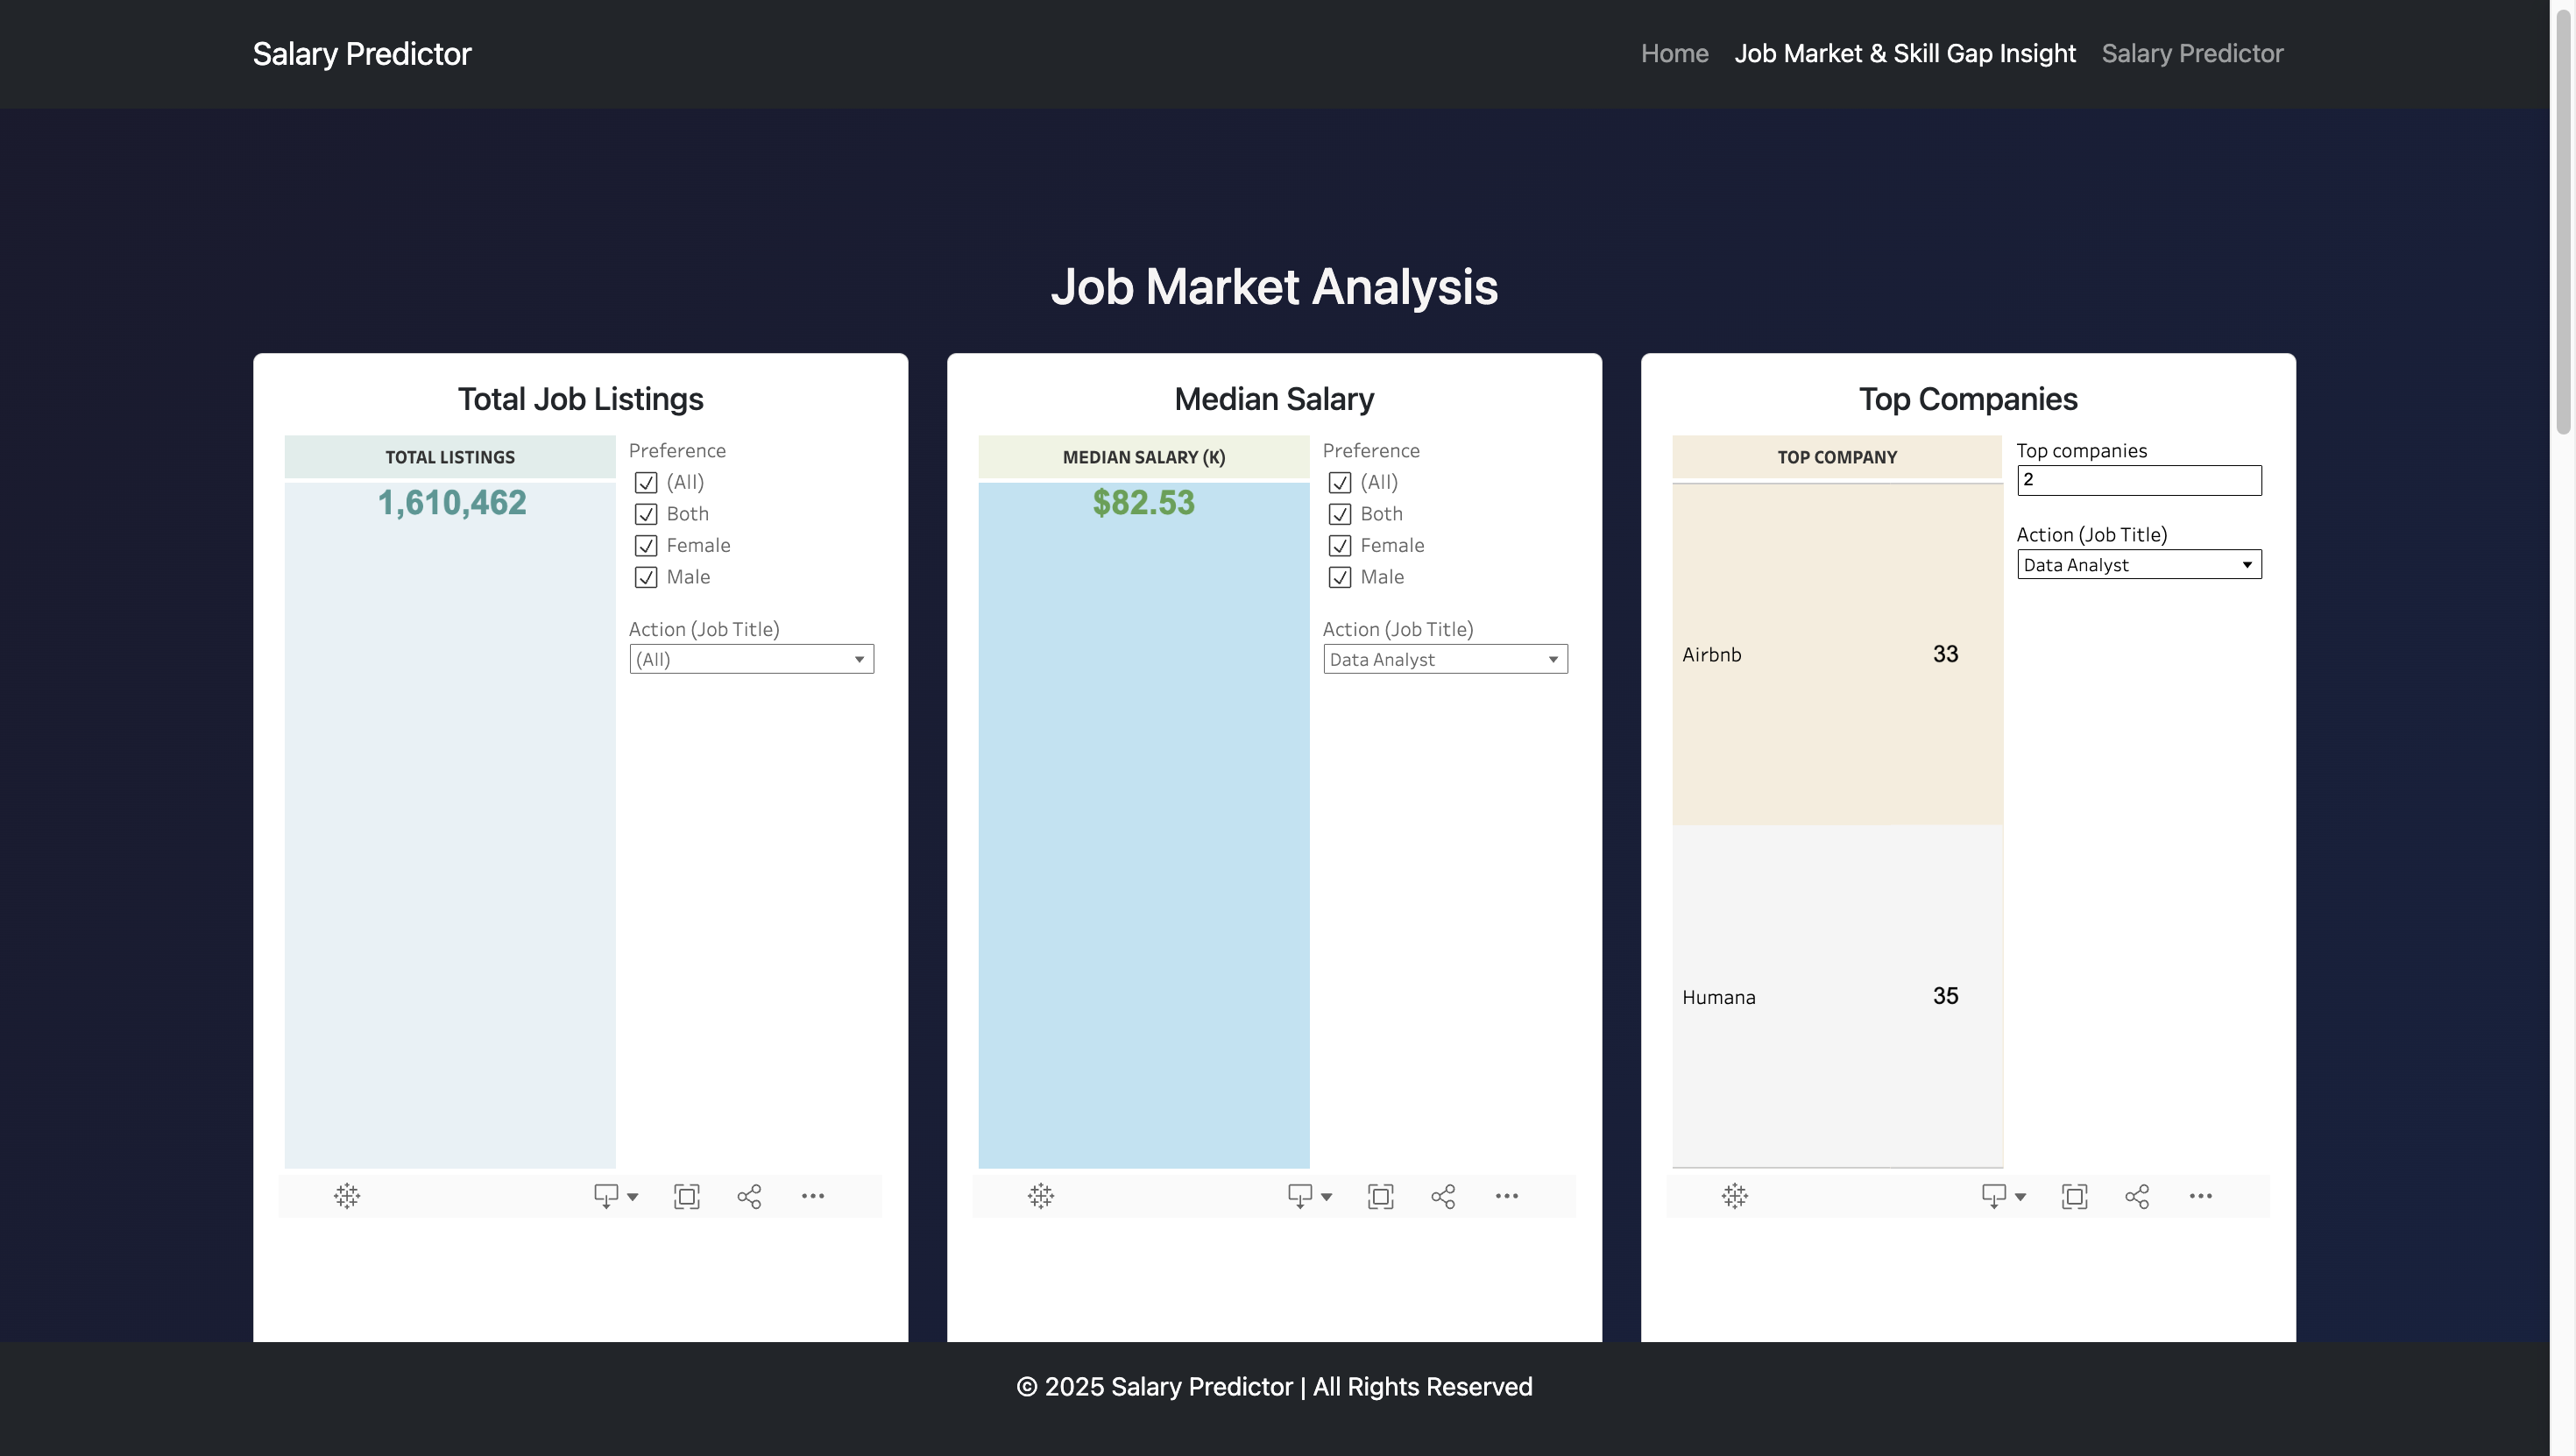 Salary Predictor
Home Job Market & Skill Gap Insight Salary Predictor
Job Market Analysis
Total Job Listings
TOTAL LISTINGS
1,610,462
Preference
(All)
Both
Female
Male
Action (Job Title)
(All)
Median Salary
MEDIAN SALARY (K)
$82.53
Preference
(All)
Both
Female
Male
Action (Job Title)
Data Analyst
Top Companies
TOP COMPANY
Airbnb 33
Humana 35
Top companies
2
Action (Job Title)
Data Analyst
© 2025 Salary Predictor | All Rights Reserved